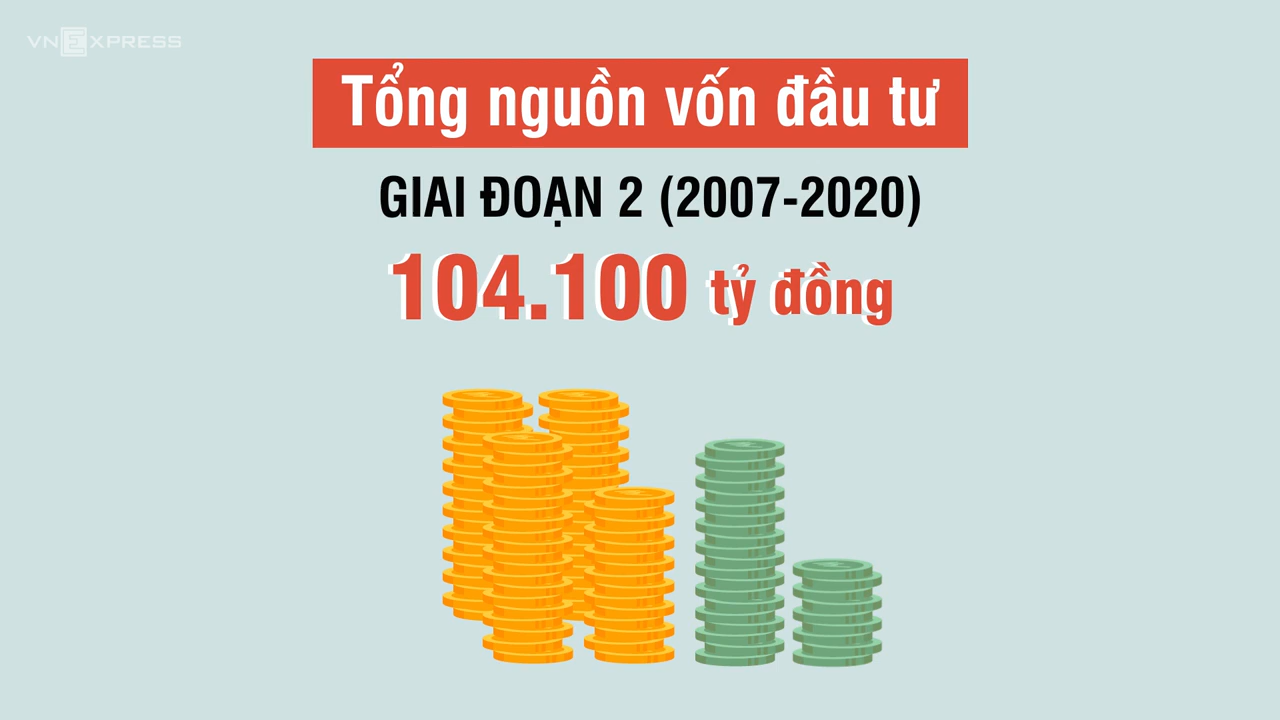 VNEXPRESS
Tổng nguồn vốn đầu tư
GIAI ĐOẠN 2 (2007-2020)
104.100 tỷ đồng